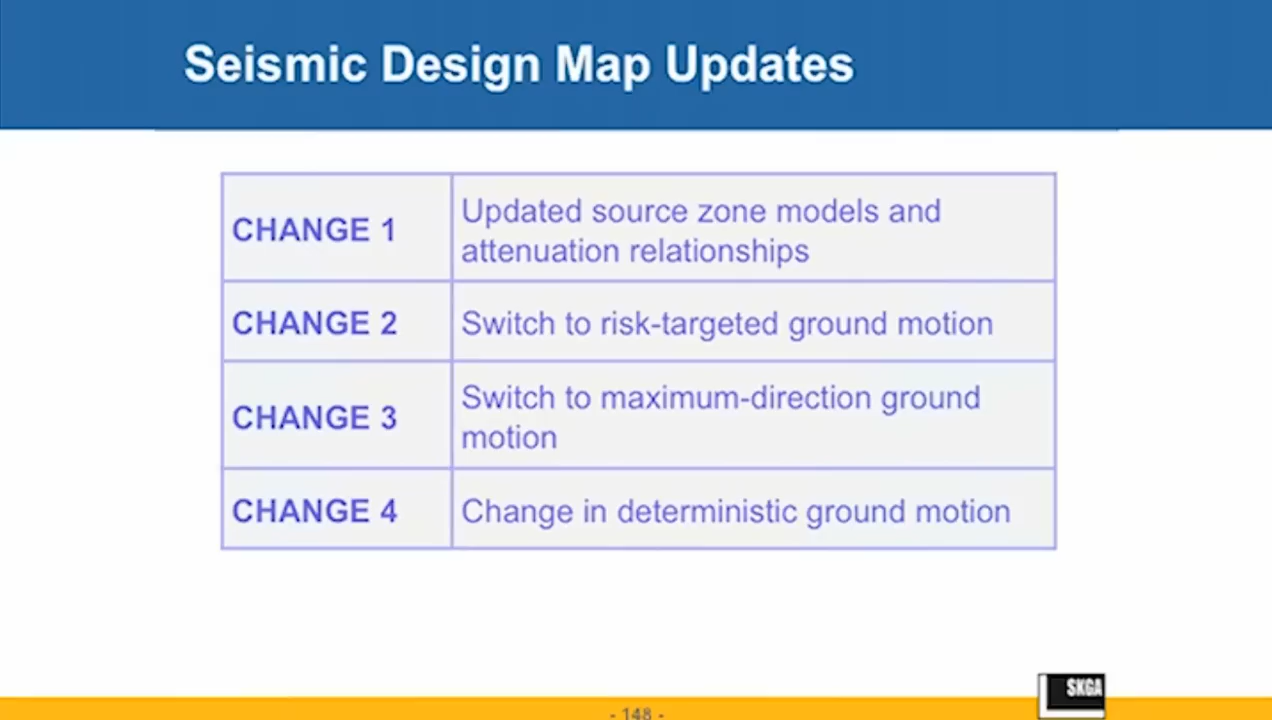 Seismic Design Map Updates
CHANGE 1
Updated source zone models and
attenuation relationships
CHANGE 2
Switch to risk-targeted ground motion
CHANGE 3
Switch to maximum-direction ground
motion
CHANGE 4
Change in deterministic ground motion
SKGA
- 148 -